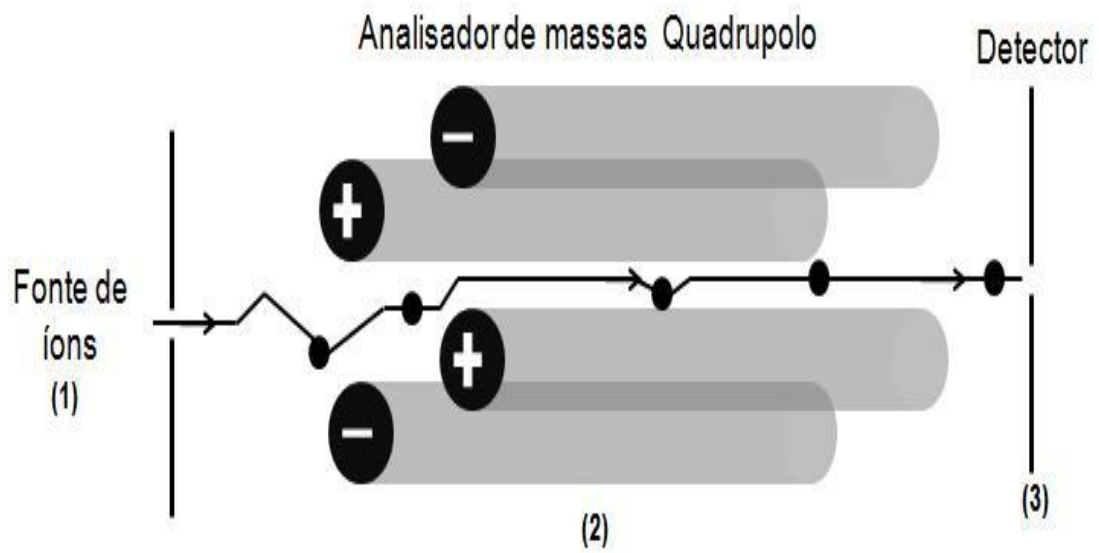 Analisador de massas Quadrupolo
Detector
−
+
Fonte de
íons
(1)
+
−
(2)
(3)